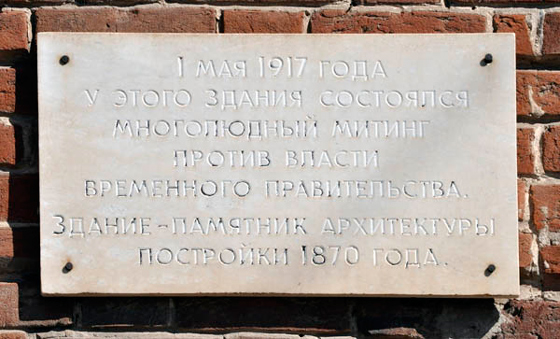 1 МАЯ 1917 ГОДА
У ЭТОГО ЗДАНИЯ СОСТОЯЛСЯ
МНОГОЛЮДНЫЙ МИТИНГ
ПРОТИВ ВЛАСТИ
ВРЕМЕННОГО ПРАВИТЕЛЬСТВА.
ЗДАНИЕ-ПАМЯТНИК АРХИТЕКТУРЫ
ПОСТРОЙКИ 1870 ГОДА.